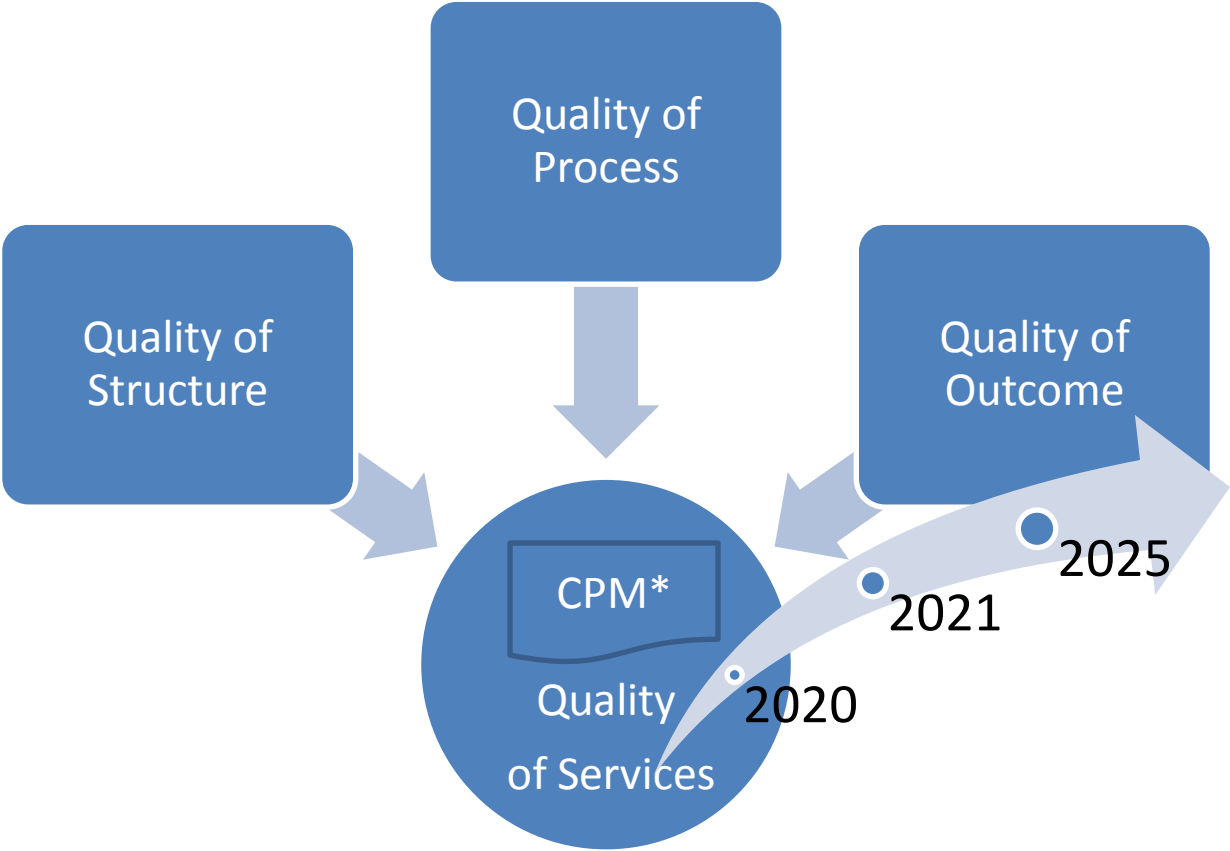 Quality of
Process
Quality of
Structure
Quality of
Outcome
CPM*
Quality
of Services
2020
2021
2025